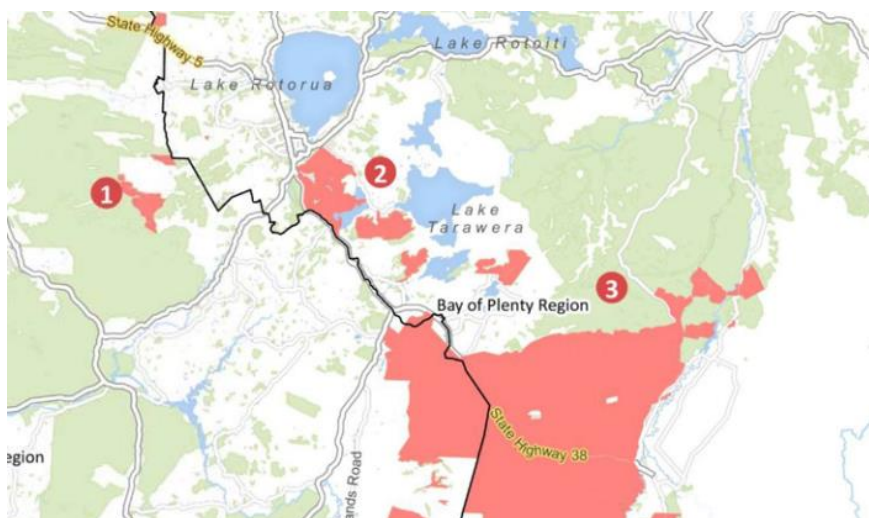 State Highway 5
Lake Rotoiti
Lake Rotorua
1
2
Lake
Tarawera
3
Bay of Plenty Region
State Highway 38
egion
ands Road